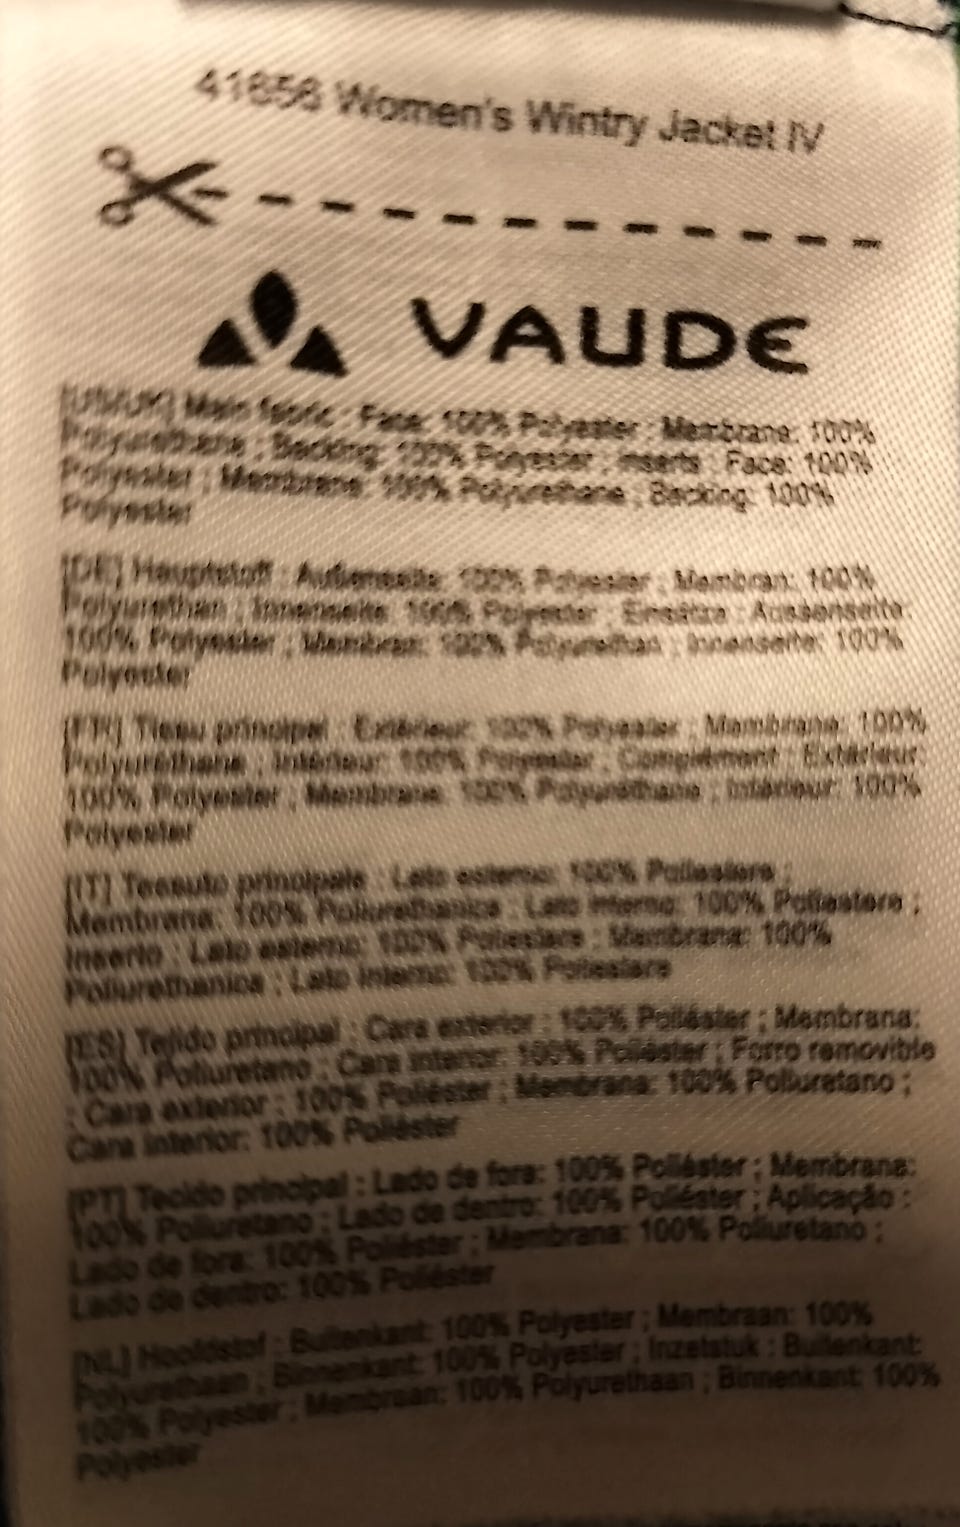 41656 Women's Wintry Jacket IV
VAUDE
[US/UK] Main fabric : Face: 100% Polyester ; Membrane: 100%
Polyurethane ; Backing: 100% Polyester ; Inserts : Face: 100%
Polyester ; Membrane: 100% Polyurethane ; Backing: 100%
Polyester
[DE] Hauptstoff : Außenseite: 100% Polyester ; Membran: 100%
Polyurethan ; Innenseite: 100% Polyester ; Einsätze : Aussenseite:
100% Polyester ; Membran: 100% Polyurethan ; Innenseite: 100%
Polyester
[FR] Tissu principal : Extérieur: 100% Polyester ; Membrane: 100%
Polyuréthane ; Intérieur: 100% Polyester ; Complément : Extérieur:
100% Polyester ; Membrane: 100% Polyuréthane ; Intérieur: 100%
Polyester
[IT] Tessuto principale : Lato esterno: 100% Poliestere ;
Membrana: 100% Poliurethanica ; Lato interno: 100% Poliestere ;
Inserto : Lato esterno: 100% Poliestere ; Membrana: 100%
Poliurethanica ; Lato interno: 100% Poliestere
[ES] Tejido principal : Cara exterior : 100% Poliéster ; Membrana:
100% Poliuretano ; Cara interior: 100% Poliéster ; Forro removible
: Cara exterior : 100% Poliéster ; Membrana: 100% Poliuretano ;
Cara interior: 100% Poliéster
[PT] Tecido principal : Lado de fora: 100% Poliéster ; Membrana:
100% Poliuretano ; Lado de dentro: 100% Poliéster ; Aplicação :
Lado de fora: 100% Poliéster ; Membrana: 100% Poliuretano ;
Lado de dentro: 100% Poliéster
[NL] Hooldstof : Buitenkant: 100% Polyester ; Membraan: 100%
Polyurethaan ; Binnenkant: 100% Polyester ; Inzetstuk : Buitenkant:
100% Polyester ; Membraan: 100% Polyurethaan ; Binnenkant: 100%
Polyester